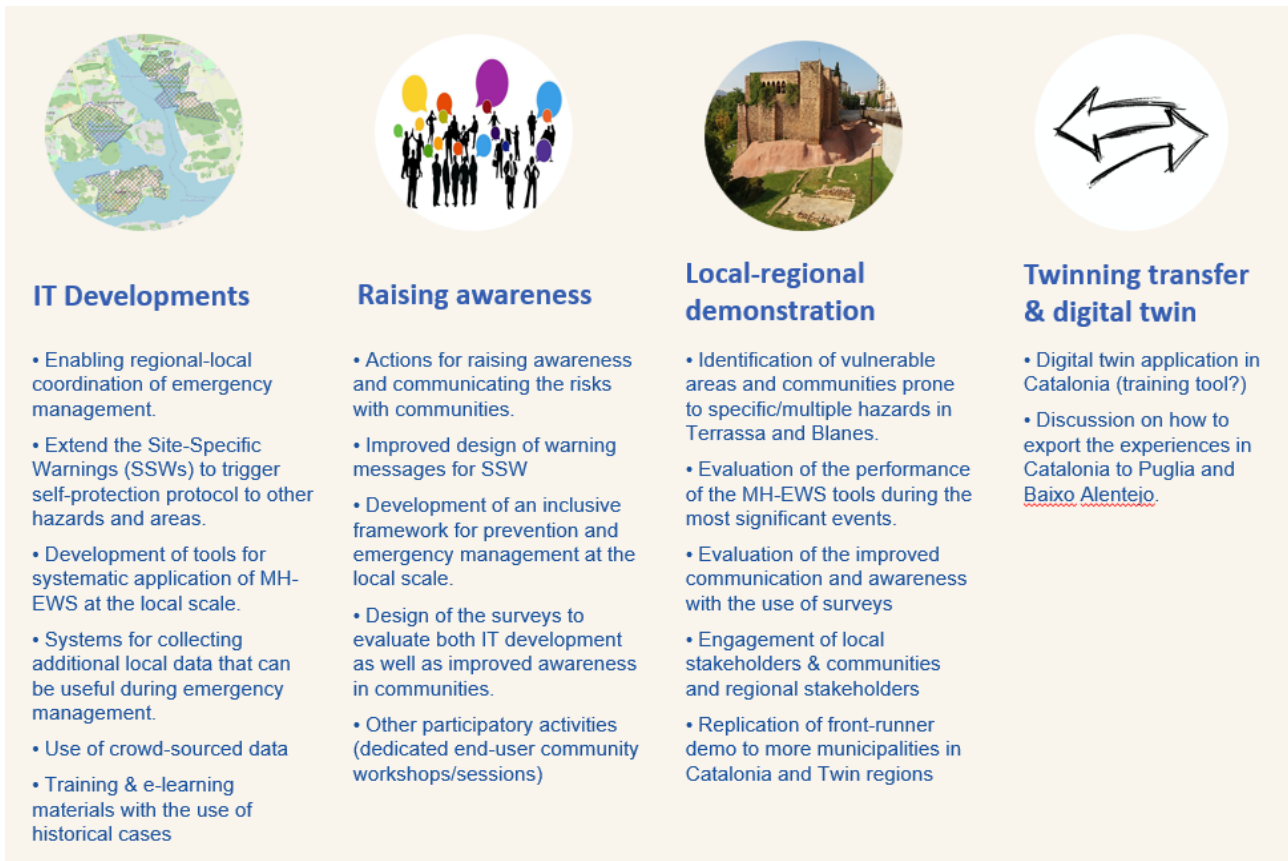 IT Developments
• Enabling regional-local
coordination of emergency
management.
• Extend the Site-Specific
Warnings (SSWs) to trigger
self-protection protocol to other
hazards and areas.
• Development of tools for
systematic application of MH-
EWS at the local scale.
• Systems for collecting
additional local data that can
be useful during emergency
management.
• Use of crowd-sourced data
• Training & e-learning
materials with the use of
historical cases
Raising awareness
• Actions for raising awareness
and communicating the risks
with communities.
• Improved design of warning
messages for SSW
• Development of an inclusive
framework for prevention and
emergency management at the
local scale.
• Design of the surveys to
evaluate both IT development
as well as improved awareness
in communities.
• Other participatory activities
(dedicated end-user community
workshops/sessions)
Local-regional
demonstration
• Identification of vulnerable
areas and communities prone
to specific/multiple hazards in
Terrassa and Blanes.
• Evaluation of the performance
of the MH-EWS tools during the
most significant events.
• Evaluation of the improved
communication and awareness
with the use of surveys
• Engagement of local
stakeholders & communities
and regional stakeholders
• Replication of front-runner
demo to more municipalities in
Catalonia and Twin regions
Twinning transfer
& digital twin
• Digital twin application in
Catalonia (training tool?)
• Discussion on how to
export the experiences in
Catalonia to Puglia and
Baixo Alentejo.